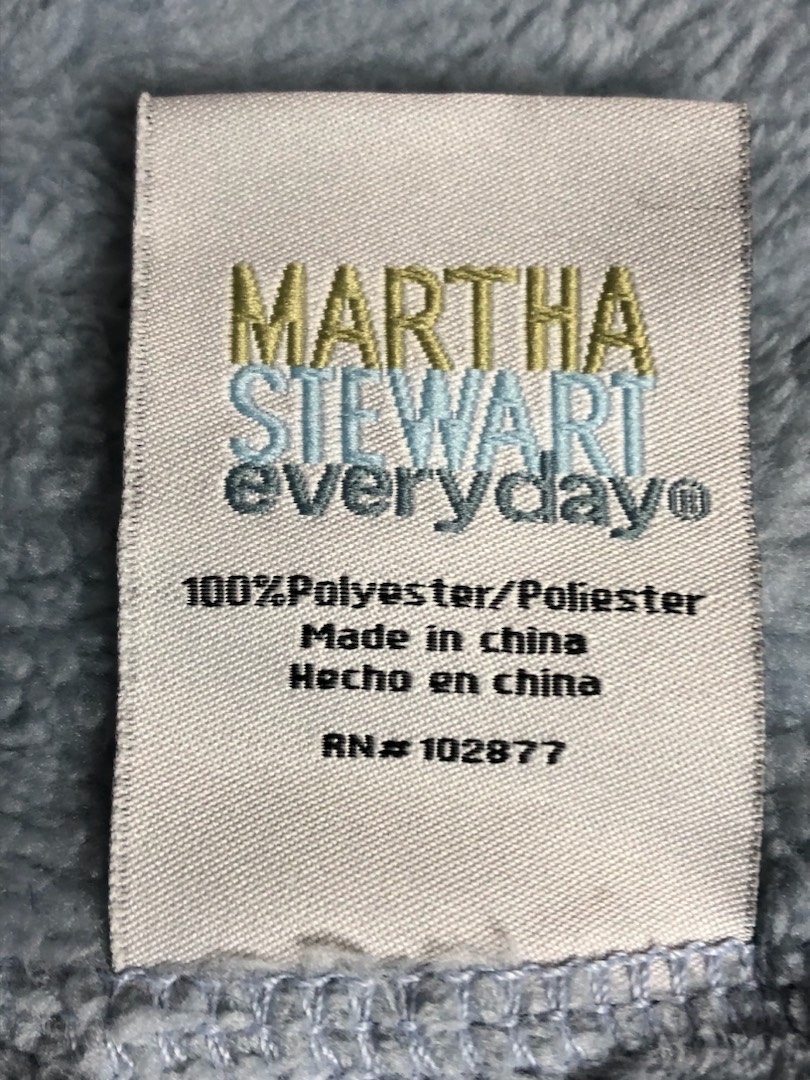 MARTHA
STEWART
everyday®
100%Polyester/Poliester
Made in china
Hecho en china
RN# 102877